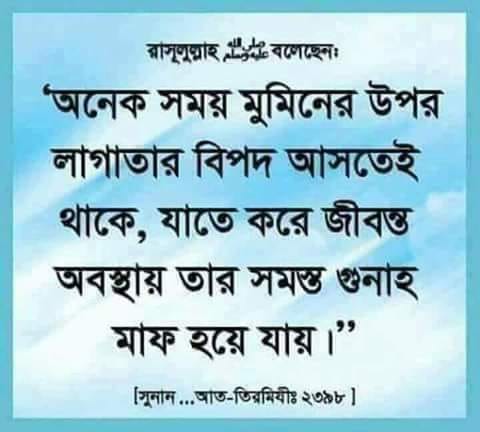 রাসূলুল্লাহ ﷺ বলেছেনঃ
‘অনেক সময় মুমিনের উপর
লাগাতার বিপদ আসতেই
থাকে, যাতে করে জীবন্ত
অবস্থায় তার সমস্ত গুনাহ
মাফ হয়ে যায়।”
[সুনান ...আত-তিরমিযীঃ ২৩৯৮ ]